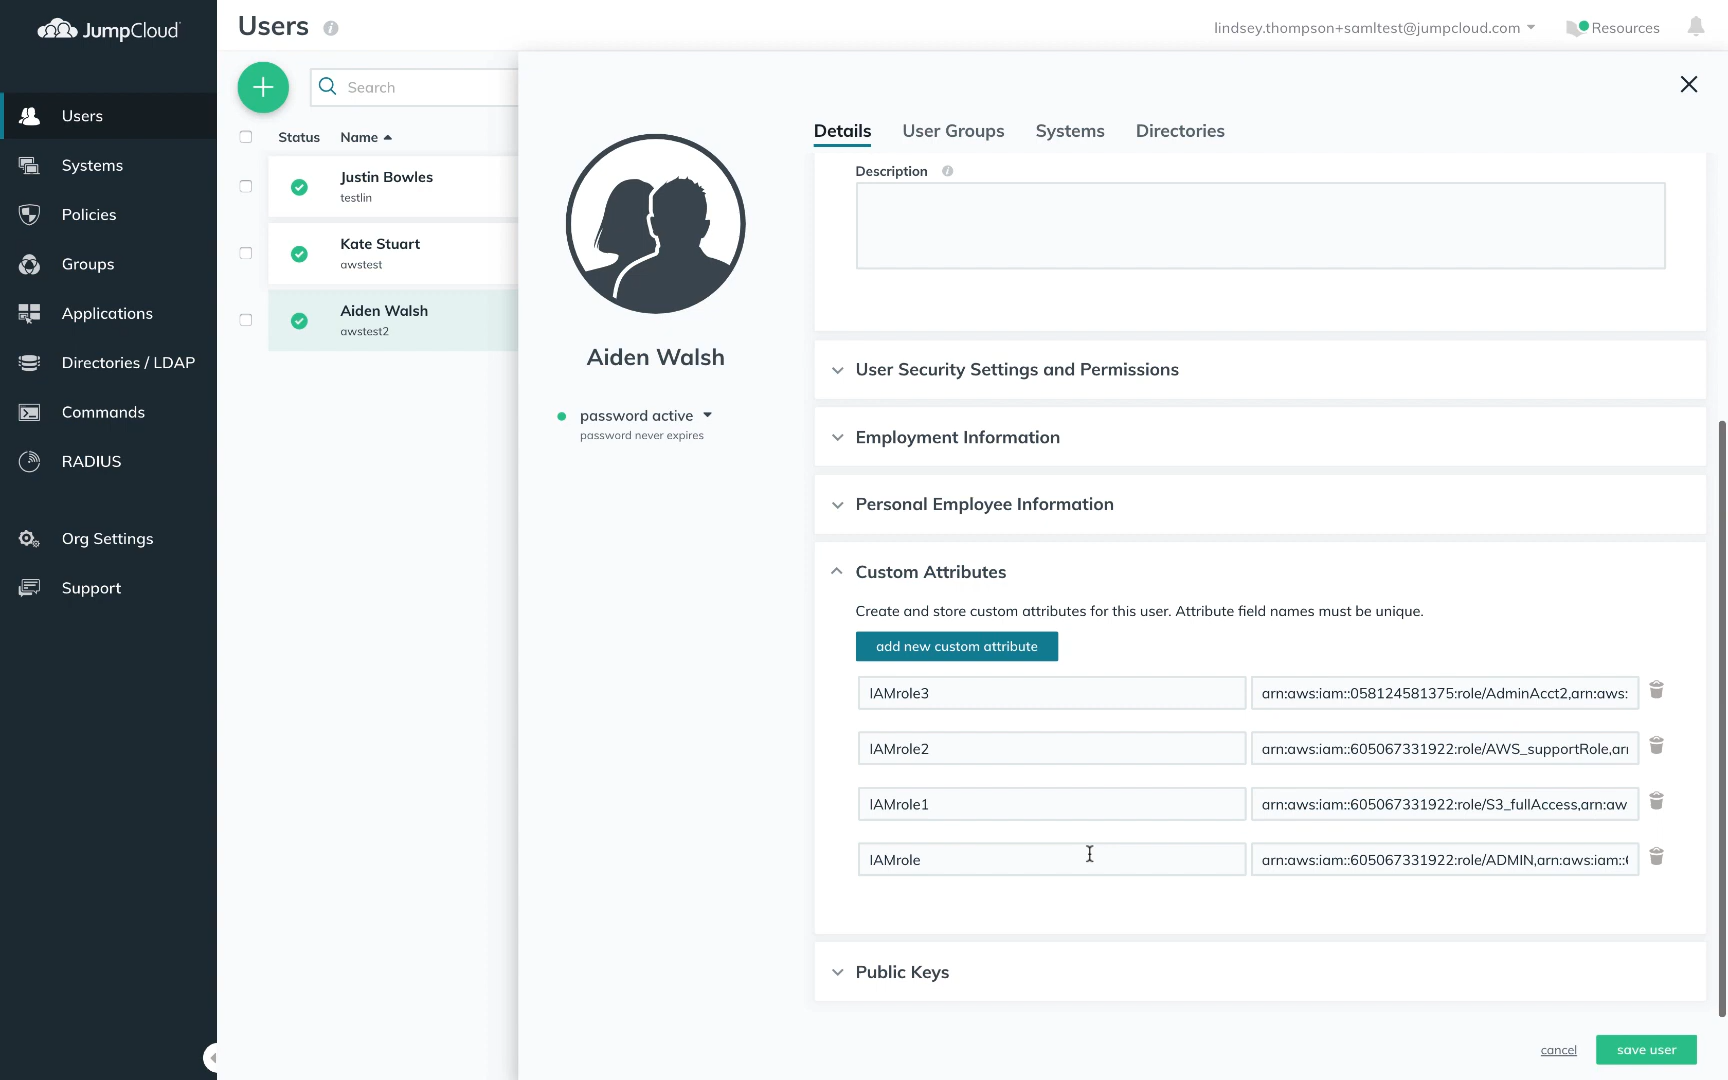 JumpCloud
Users
Systems
Policies
Groups
Applications
Directories / LDAP
Commands
RADIUS
Org Settings
Support
Users
lindsey.thompson+samltest@jumpcloud.com
Resources
Search
Status Name
Justin Bowles
testlin
Kate Stuart
awstest
Aiden Walsh
awstest2
Aiden Walsh
password active
password never expires
Details User Groups Systems Directories
Description
User Security Settings and Permissions
Employment Information
Personal Employee Information
Custom Attributes
Create and store custom attributes for this user. Attribute field names must be unique.
add new custom attribute
IAMrole3 arn:aws:iam::058124581375:role/AdminAcct2,arn:aws:
IAMrole2 arn:aws:iam::605067331922:role/AWS_supportRole,arn
IAMrole1 arn:aws:iam::605067331922:role/S3_fullAccess,arn:aw
IAMrole arn:aws:iam::605067331922:role/ADMIN,arn:aws:iam::
Public Keys
cancel save user